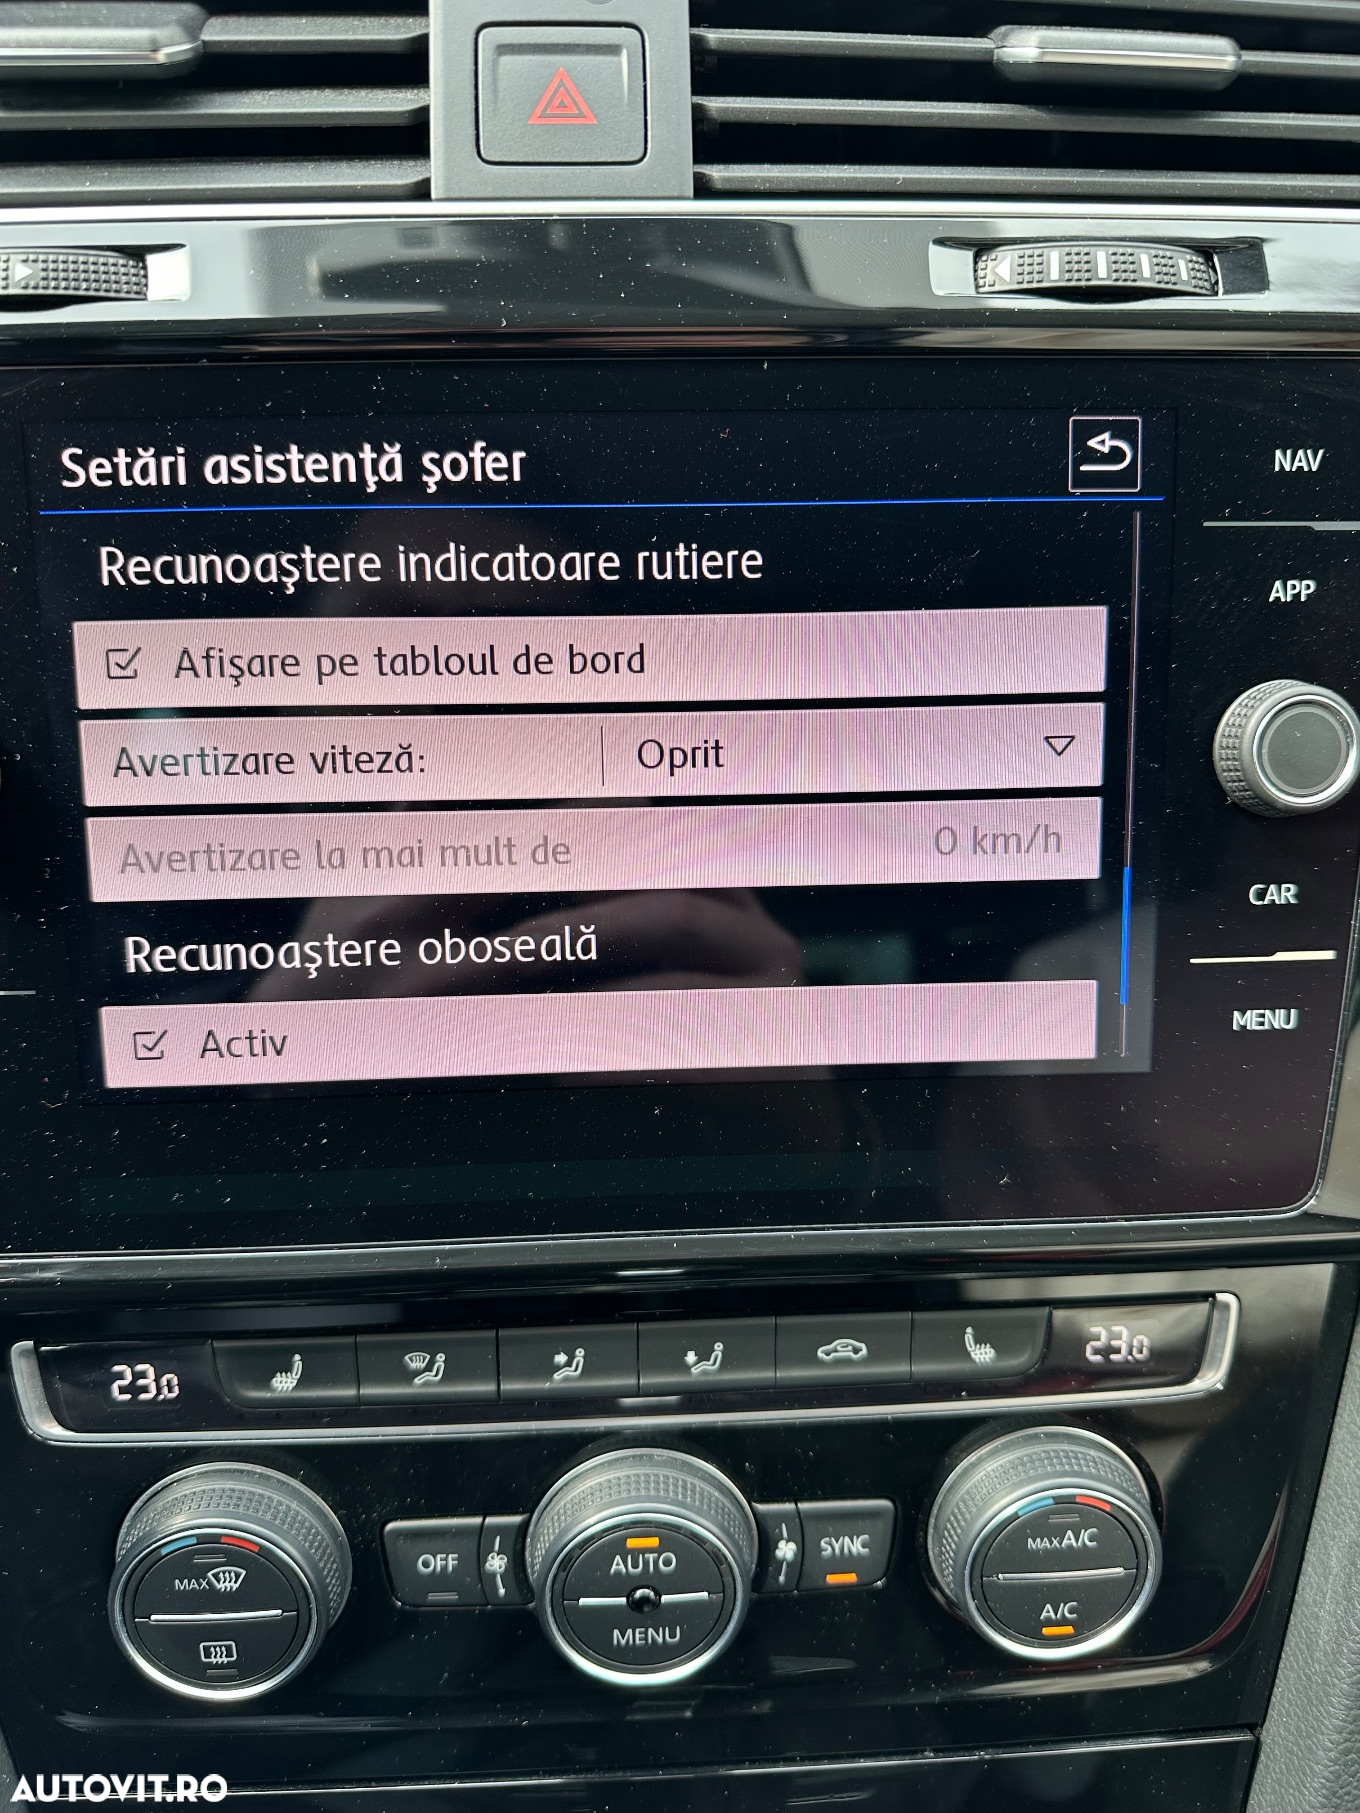 Setări asistenţă şofer
NAV
Recunoaştere indicatoare rutiere
APP
Afişare pe tabloul de bord
Avertizare viteză: Oprit
Avertizare la mai mult de 0 km/h
CAR
Recunoaştere oboseală
MENU
Activ
23.0
23.0
MAX
OFF
AUTO
MENU
SYNC
MAX A/C
A/C
AUTOVIT.RO